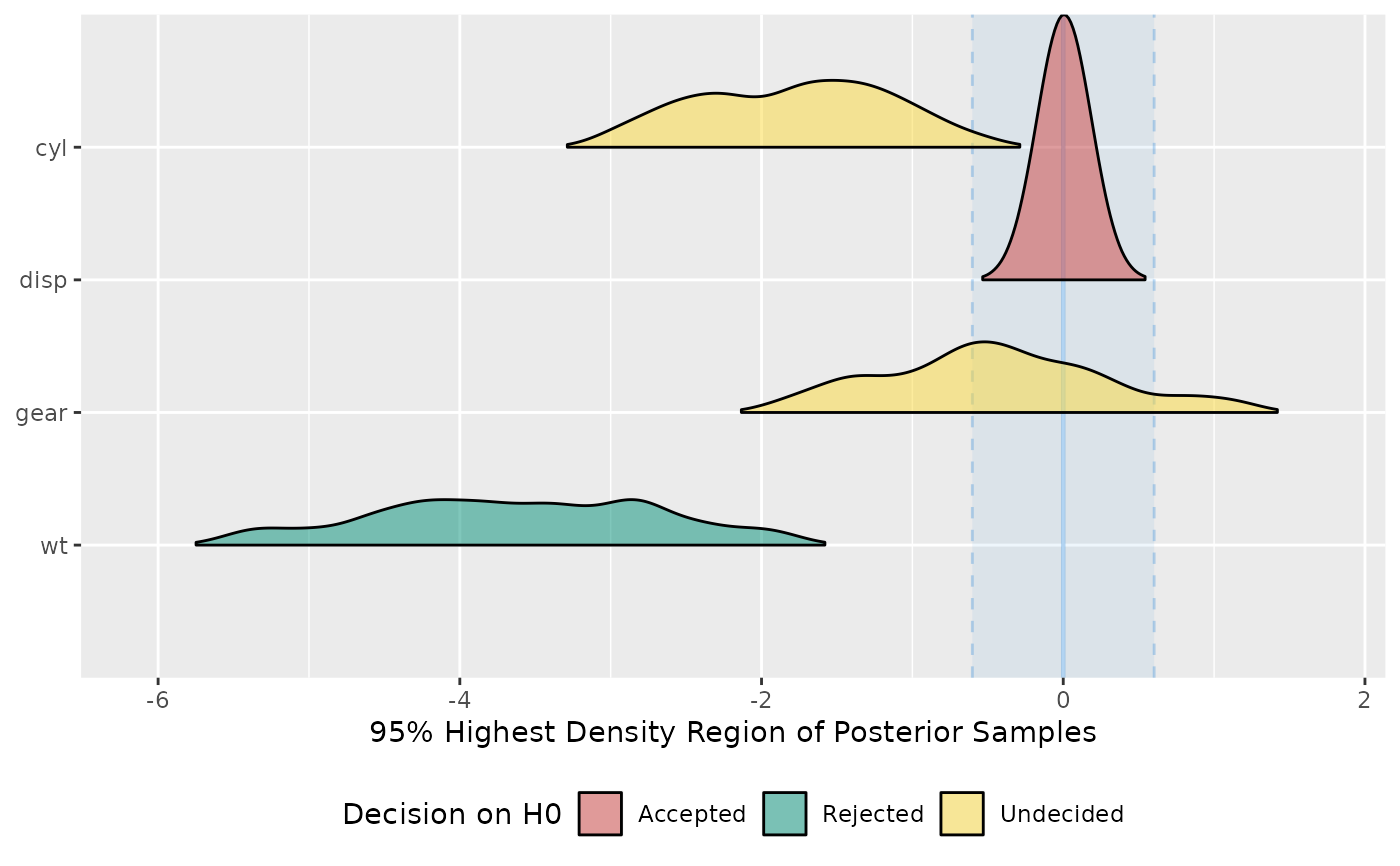 cyl
disp
gear
wt
-6 -4 -2 0 2
95% Highest Density Region of Posterior Samples
Decision on H0 Accepted Rejected Undecided